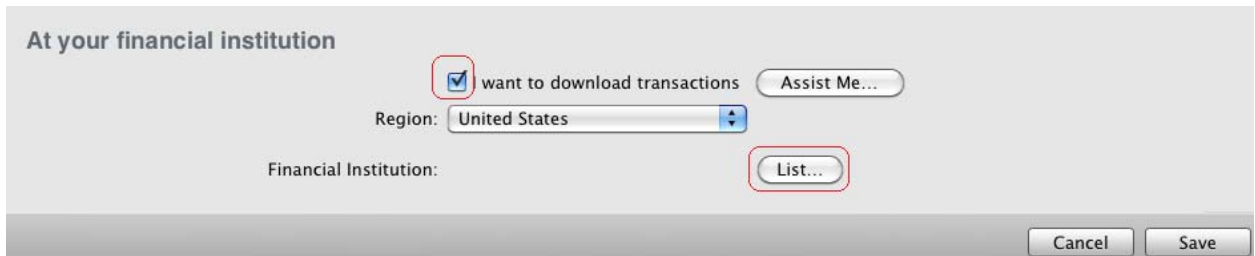 At your financial institution
I want to download transactions Assist Me...
Region: United States
Financial Institution: List...
Cancel Save